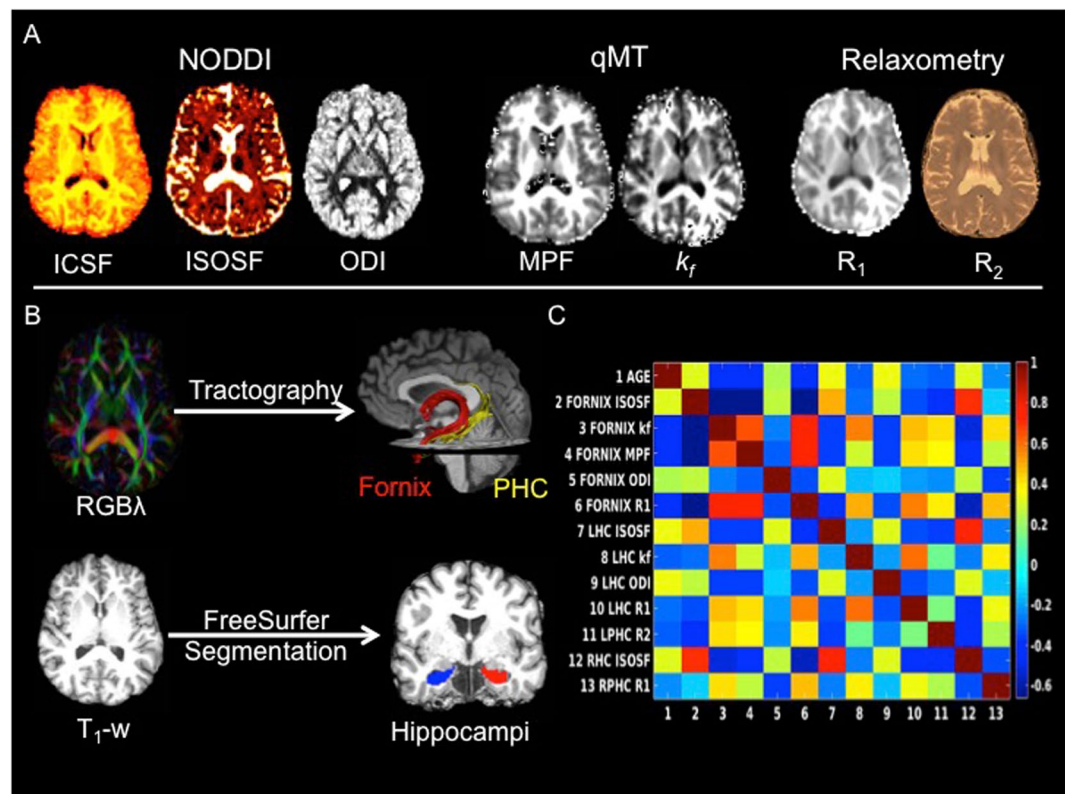 A
NODDI
qMT
Relaxometry
ICSF
ISOSF
ODI
MPF
kf
R1
R2
B
C
Tractography
RGBλ
Fornix
PHC
FreeSurfer
Segmentation
T1-w
Hippocampi
1 AGE
2 FORNIX ISOSF
3 FORNIX kf
4 FORNIX MPF
5 FORNIX ODI
6 FORNIX R1
7 LHC ISOSF
8 LHC kf
9 LHC ODI
10 LHC R1
11 LPHC R2
12 RHC ISOSF
13 RPHC R1
1 2 3 4 5 6 7 8 9 10 11 12 13
1
0.8
0.6
0.4
0.2
0
-0.2
-0.4
-0.6